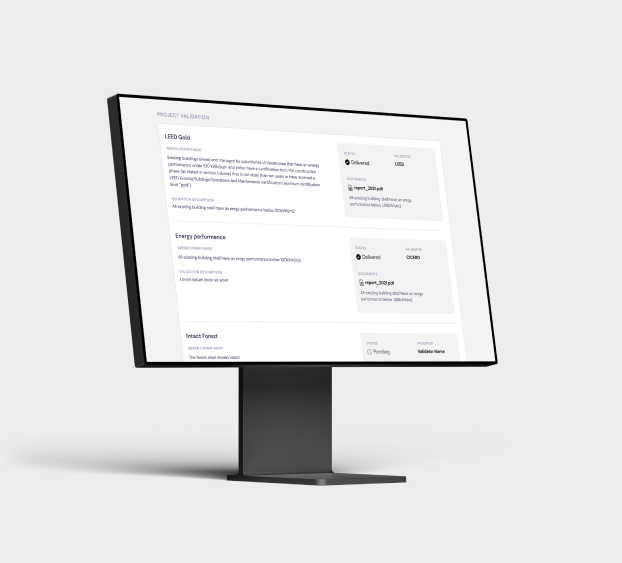 PROJECT VALIDATION
LEED Gold
GREEN COMMITMENT
Existing buildings owned and managed by subsidiaries of Vasakronan that have an energy
performance under 100 kWh/sqm and either have a certification from the construction
phase (as stated in section 1 above) that is not older than ten years or have received a
LEED Existing Buildings Operations and Maintenance certification (minimum certification
level "gold").
VALIDATION DESCRIPTION
All existing building shall have an energy performance below 100kWh/m2
STATUS
Delivered
VALIDATOR
LEED
DOCUMENTS
report_2021.pdf
All existing building shall have an energy
performance below 100kWh/m2
Energy performance
GREEN COMMITMENT
All existing building shall have an energy performance below 100kWh/m2
VALIDATION DESCRIPTION
Lorem ipsum dolor sit amet
STATUS
Delivered
VALIDATOR
CICERO
DOCUMENTS
report_2021.pdf
All existing building shall have an energy
performance below 100kWh/m2
Intact Forest
GREEN COMMITMENT
The forest shall remain intact
STATUS
Pending
VALIDATOR
Validator Name